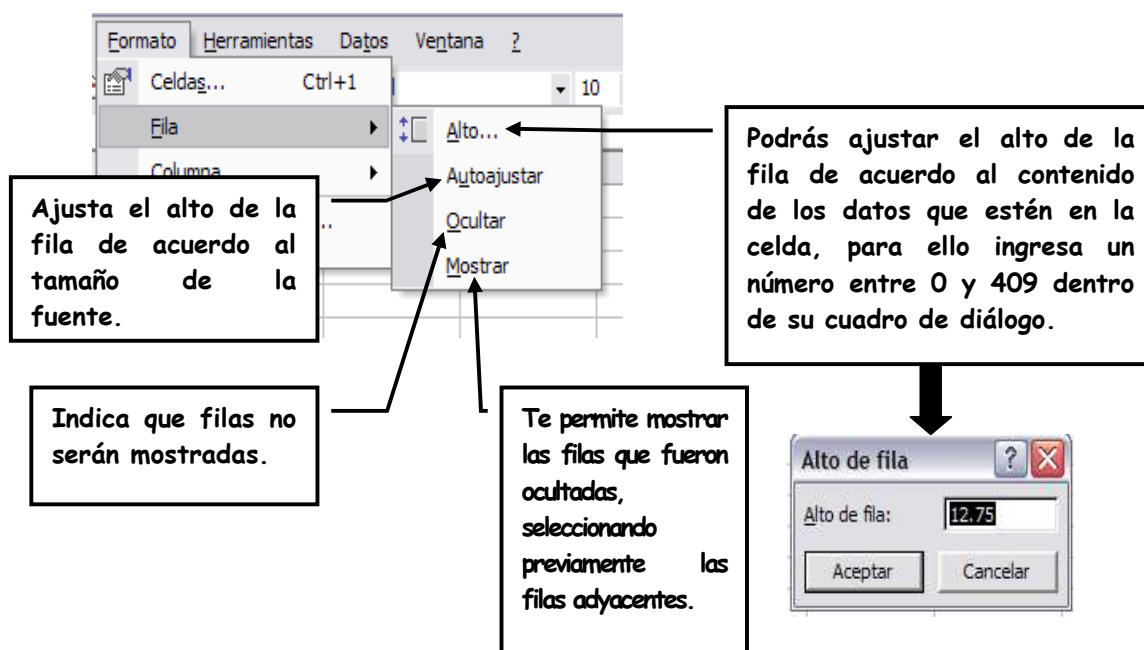 Formato Herramientas Datos Ventana ?
Celdas... Ctrl+1
10
Fila
Alto...
Columna
Autoajustar
Ocultar
Mostrar
Ajusta el alto de la
fila de acuerdo al
tamaño de la
fuente.
Podrás ajustar el alto de la
fila de acuerdo al contenido
de los datos que estén en la
celda, para ello ingresa un
número entre 0 y 409 dentro
de su cuadro de diálogo.
Indica que filas no
serán mostradas.
Te permite mostrar
las filas que fueron
ocultadas,
seleccionando
previamente las
filas adyacentes.
Alto de fila ?
Alto de fila: 12.75
Aceptar Cancelar